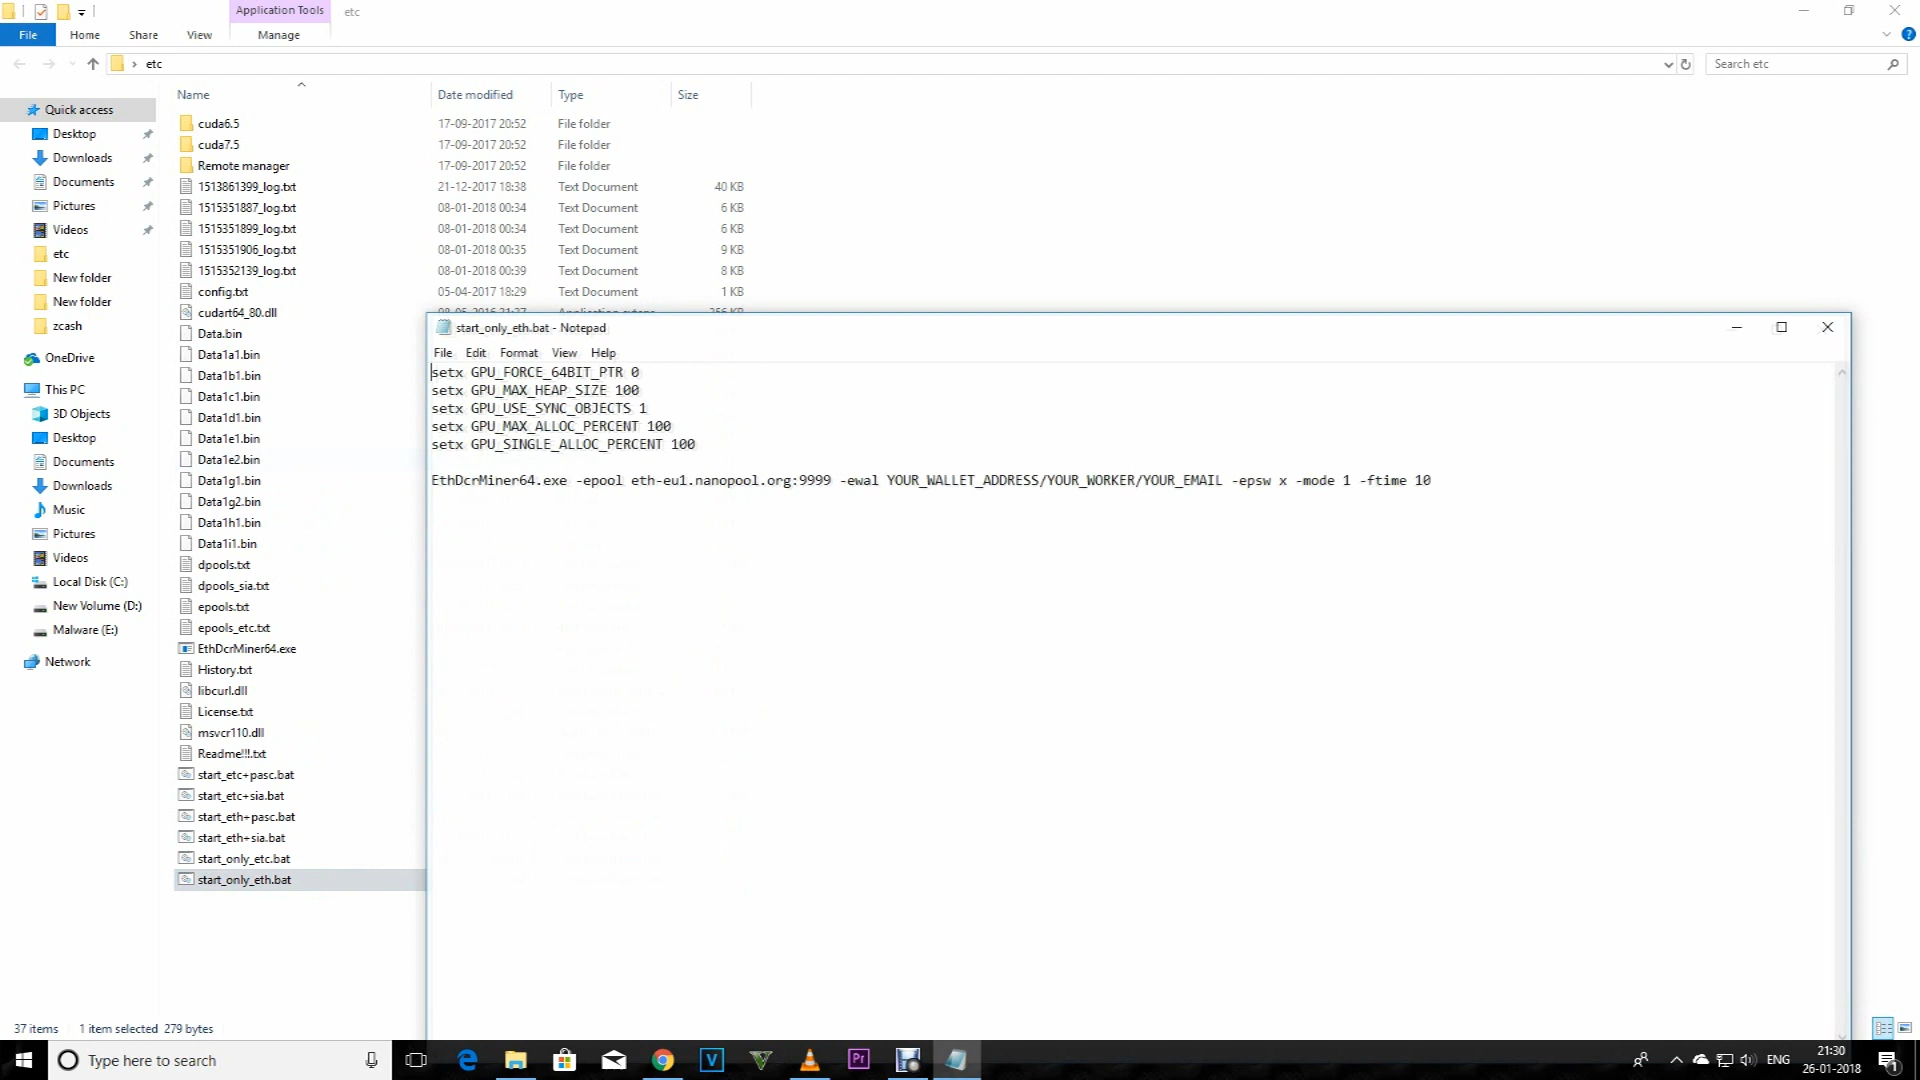 Application Tools
etc
File
Home
Share
View
Manage
etc
Search etc
Name
Date modified
Type
Size
Quick access
Desktop
Downloads
Documents
Pictures
Videos
etc
New folder
New folder
zcash
OneDrive
This PC
3D Objects
Desktop
Documents
Downloads
Music
Pictures
Videos
Local Disk (C:)
New Volume (D:)
Malware (E:)
Network
cuda6.5 17-09-2017 20:52 File folder
cuda7.5 17-09-2017 20:52 File folder
Remote manager 17-09-2017 20:52 File folder
1513861399_log.txt 21-12-2017 18:38 Text Document 40 KB
1515351887_log.txt 08-01-2018 00:34 Text Document 6 KB
1515351899_log.txt 08-01-2018 00:34 Text Document 6 KB
1515351906_log.txt 08-01-2018 00:35 Text Document 9 KB
1515352139_log.txt 08-01-2018 00:39 Text Document 8 KB
config.txt 05-04-2017 18:29 Text Document 1 KB
cudart64_80.dll
Data.bin
Data1a1.bin
Data1b1.bin
Data1c1.bin
Data1d1.bin
Data1e1.bin
Data1e2.bin
Data1g1.bin
Data1g2.bin
Data1h1.bin
Data1i1.bin
dpools.txt
dpools_sia.txt
epools.txt
epools_etc.txt
EthDcrMiner64.exe
History.txt
libcurl.dll
License.txt
msvcr110.dll
Readme!!!.txt
start_etc+pasc.bat
start_etc+sia.bat
start_eth+pasc.bat
start_eth+sia.bat
start_only_etc.bat
start_only_eth.bat
start_only_eth.bat - Notepad
File Edit Format View Help
setx GPU_FORCE_64BIT_PTR 0
setx GPU_MAX_HEAP_SIZE 100
setx GPU_USE_SYNC_OBJECTS 1
setx GPU_MAX_ALLOC_PERCENT 100
setx GPU_SINGLE_ALLOC_PERCENT 100
EthDcrMiner64.exe -epool eth-eu1.nanopool.org:9999 -ewal YOUR_WALLET_ADDRESS/YOUR_WORKER/YOUR_EMAIL -epsw x -mode 1 -ftime 10
37 items 1 item selected 279 bytes
Type here to search
ENG
21:30
26-01-2018